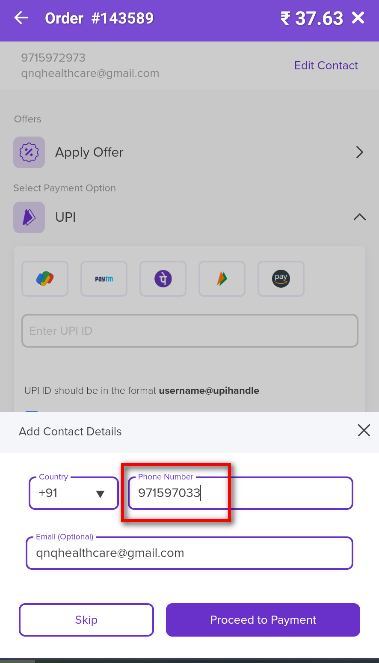 Order #143589
₹ 37.63
9715972973
qnqhealthcare@gmail.com
Edit Contact
Offers
Apply Offer
Select Payment Option
UPI
paytm
पे
pay
Enter UPI ID
UPI ID should be in the format username@upihandle
Add Contact Details
Country
+91
Phone Number
971597033
Email (Optional)
qnqhealthcare@gmail.com
Skip
Proceed to Payment